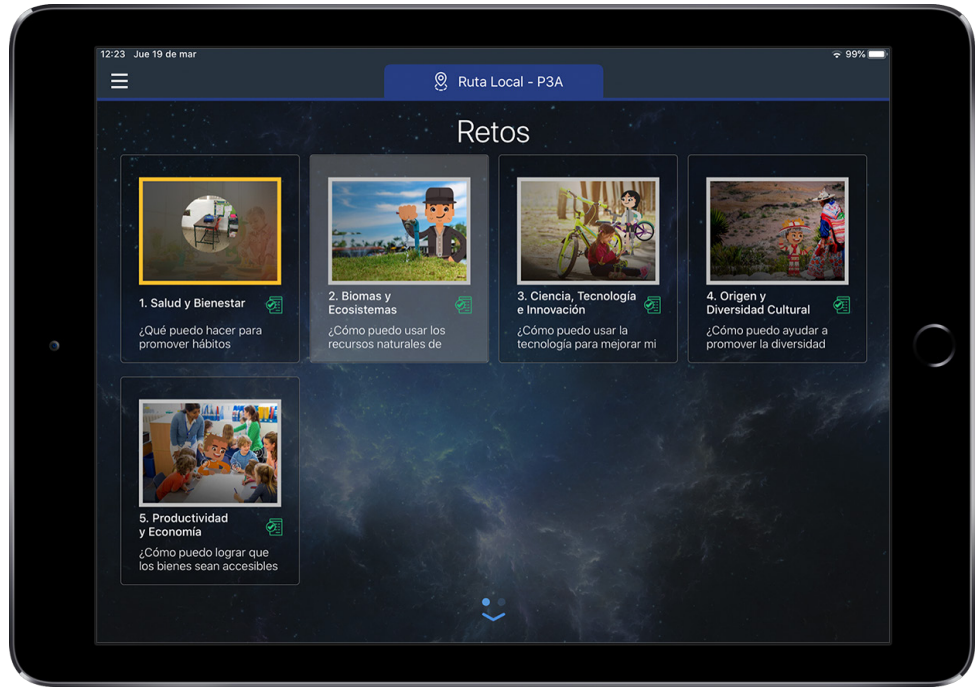 12:23 Jue 19 de mar
99%
Ruta Local - P3A
Retos
1. Salud y Bienestar
¿Qué puedo hacer para
promover hábitos
2. Biomas y
Ecosistemas
¿Cómo puedo usar los
recursos naturales de
3. Ciencia, Tecnología
e Innovación
¿Cómo puedo usar la
tecnología para mejorar mi
4. Origen y
Diversidad Cultural
¿Cómo puedo ayudar a
promover la diversidad
5. Productividad
y Economía
¿Cómo puedo lograr que
los bienes sean accesibles